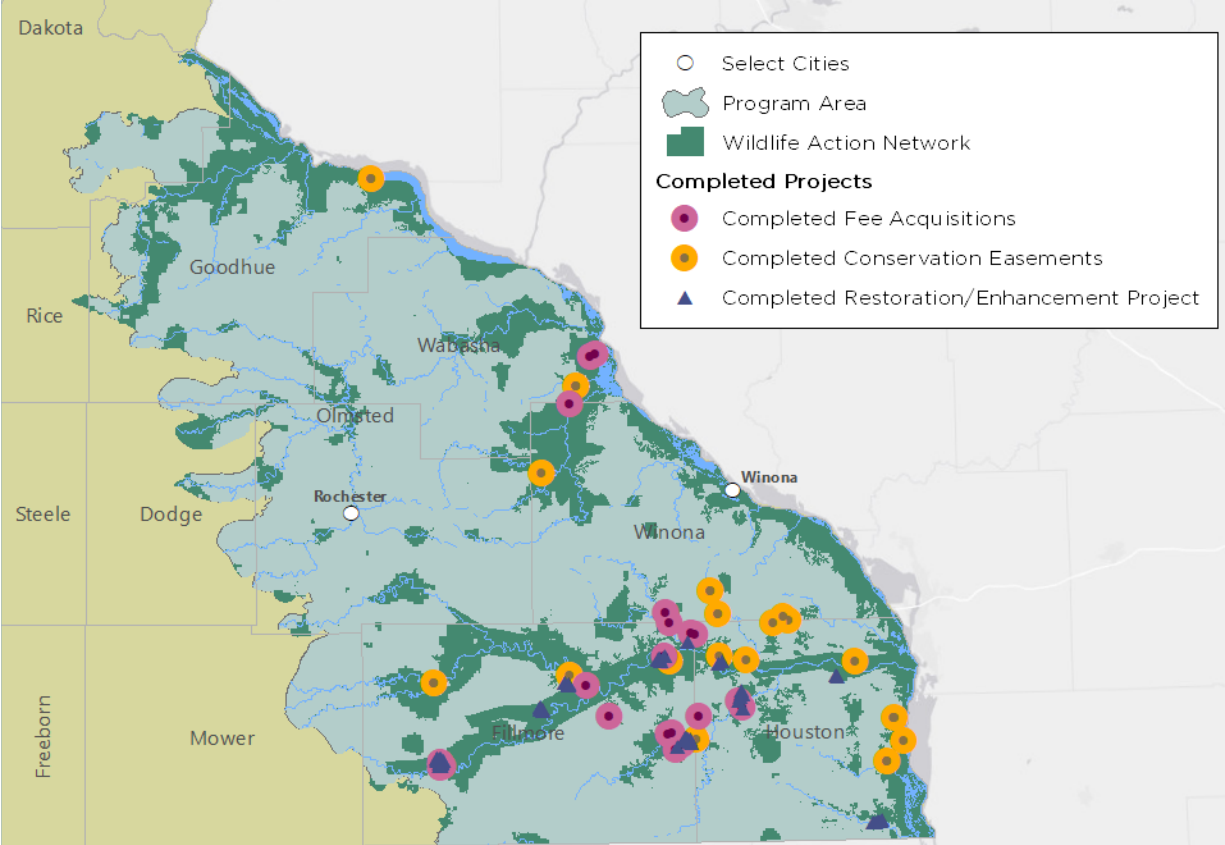 Dakota
Select Cities
Program Area
Wildlife Action Network
Completed Projects
Completed Fee Acquisitions
Completed Conservation Easements
Completed Restoration/Enhancement Project
Goodhue
Rice
Wabasha
Olmsted
Winona
Rochester
Steele
Dodge
Winona
Freeborn
Mower
Fillmore
Houston